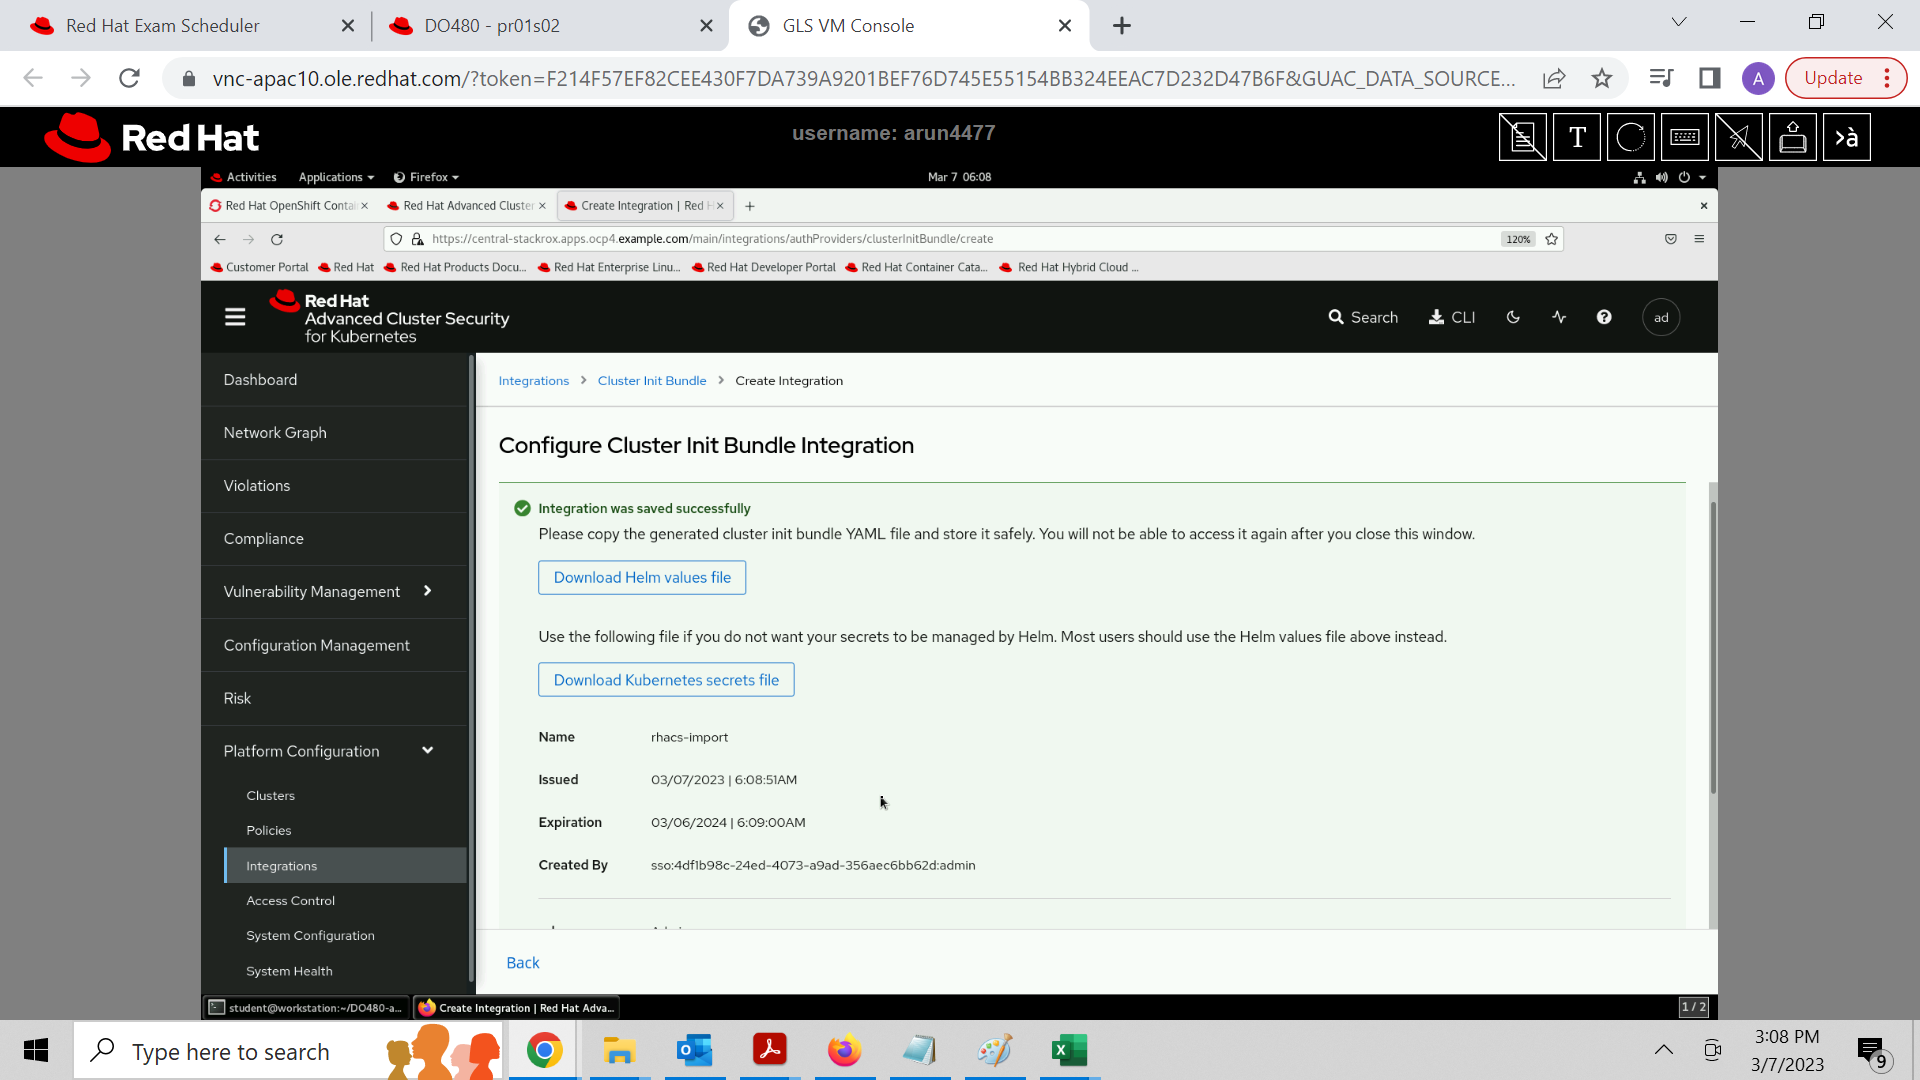 Red Hat Exam Scheduler
DO480 - pr01s02
GLS VM Console
vnc-apac10.ole.redhat.com/?token=F214F57EF82CEE430F7DA739A9201BEF76D745E55154BB324EEAC7D232D47B6F&GUAC_DATA_SOURCE...
A
Update
Red Hat
username: arun4477
T
›à
Activities
Applications
Firefox
Mar 7 06:08
Red Hat OpenShift Contai
Red Hat Advanced Cluster
Create Integration | Red H
https://central-stackrox.apps.ocp4.example.com/main/integrations/authProviders/clusterInitBundle/create
120%
Customer Portal
Red Hat
Red Hat Products Docu...
Red Hat Enterprise Linu...
Red Hat Developer Portal
Red Hat Container Cata...
Red Hat Hybrid Cloud ...
Red Hat
Advanced Cluster Security
for Kubernetes
Search
CLI
ad
Dashboard
Network Graph
Violations
Compliance
Vulnerability Management
Configuration Management
Risk
Platform Configuration
Clusters
Policies
Integrations
Access Control
System Configuration
System Health
Integrations > Cluster Init Bundle > Create Integration
Configure Cluster Init Bundle Integration
Integration was saved successfully
Please copy the generated cluster init bundle YAML file and store it safely. You will not be able to access it again after you close this window.
Download Helm values file
Use the following file if you do not want your secrets to be managed by Helm. Most users should use the Helm values file above instead.
Download Kubernetes secrets file
Name rhacs-import
Issued 03/07/2023 | 6:08:51AM
Expiration 03/06/2024 | 6:09:00AM
Created By sso:4df1b98c-24ed-4073-a9ad-356aec6bb62d:admin
Back
student@workstation:~/DO480-a...
Create Integration | Red Hat Adva...
1 / 2
Type here to search
3:08 PM
3/7/2023
9